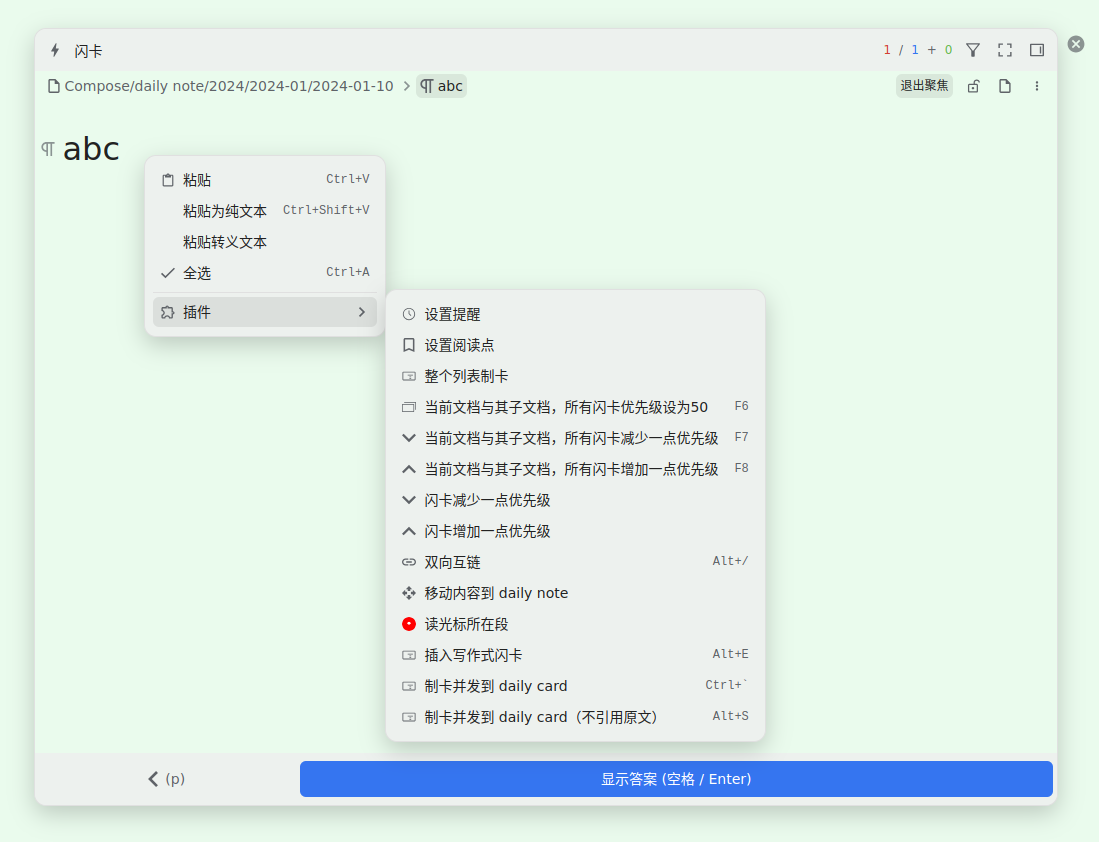 闪卡
1 / 1 + 0
Compose/daily note/2024/2024-01/2024-01-10 > abc
退出聚焦
abc
粘贴 Ctrl+V
粘贴为纯文本 Ctrl+Shift+V
粘贴转义文本
全选 Ctrl+A
插件
设置提醒
设置阅读点
整个列表制卡
当前文档与其子文档，所有闪卡优先级设为50 F6
当前文档与其子文档，所有闪卡减少一点优先级 F7
当前文档与其子文档，所有闪卡增加一点优先级 F8
闪卡减少一点优先级
闪卡增加一点优先级
双向互链 Alt+/
移动内容到 daily note
读光标所在段
插入写作式闪卡 Alt+E
制卡并发到 daily card Ctrl+`
制卡并发到 daily card（不引用原文） Alt+S
(p)
显示答案 (空格 / Enter)